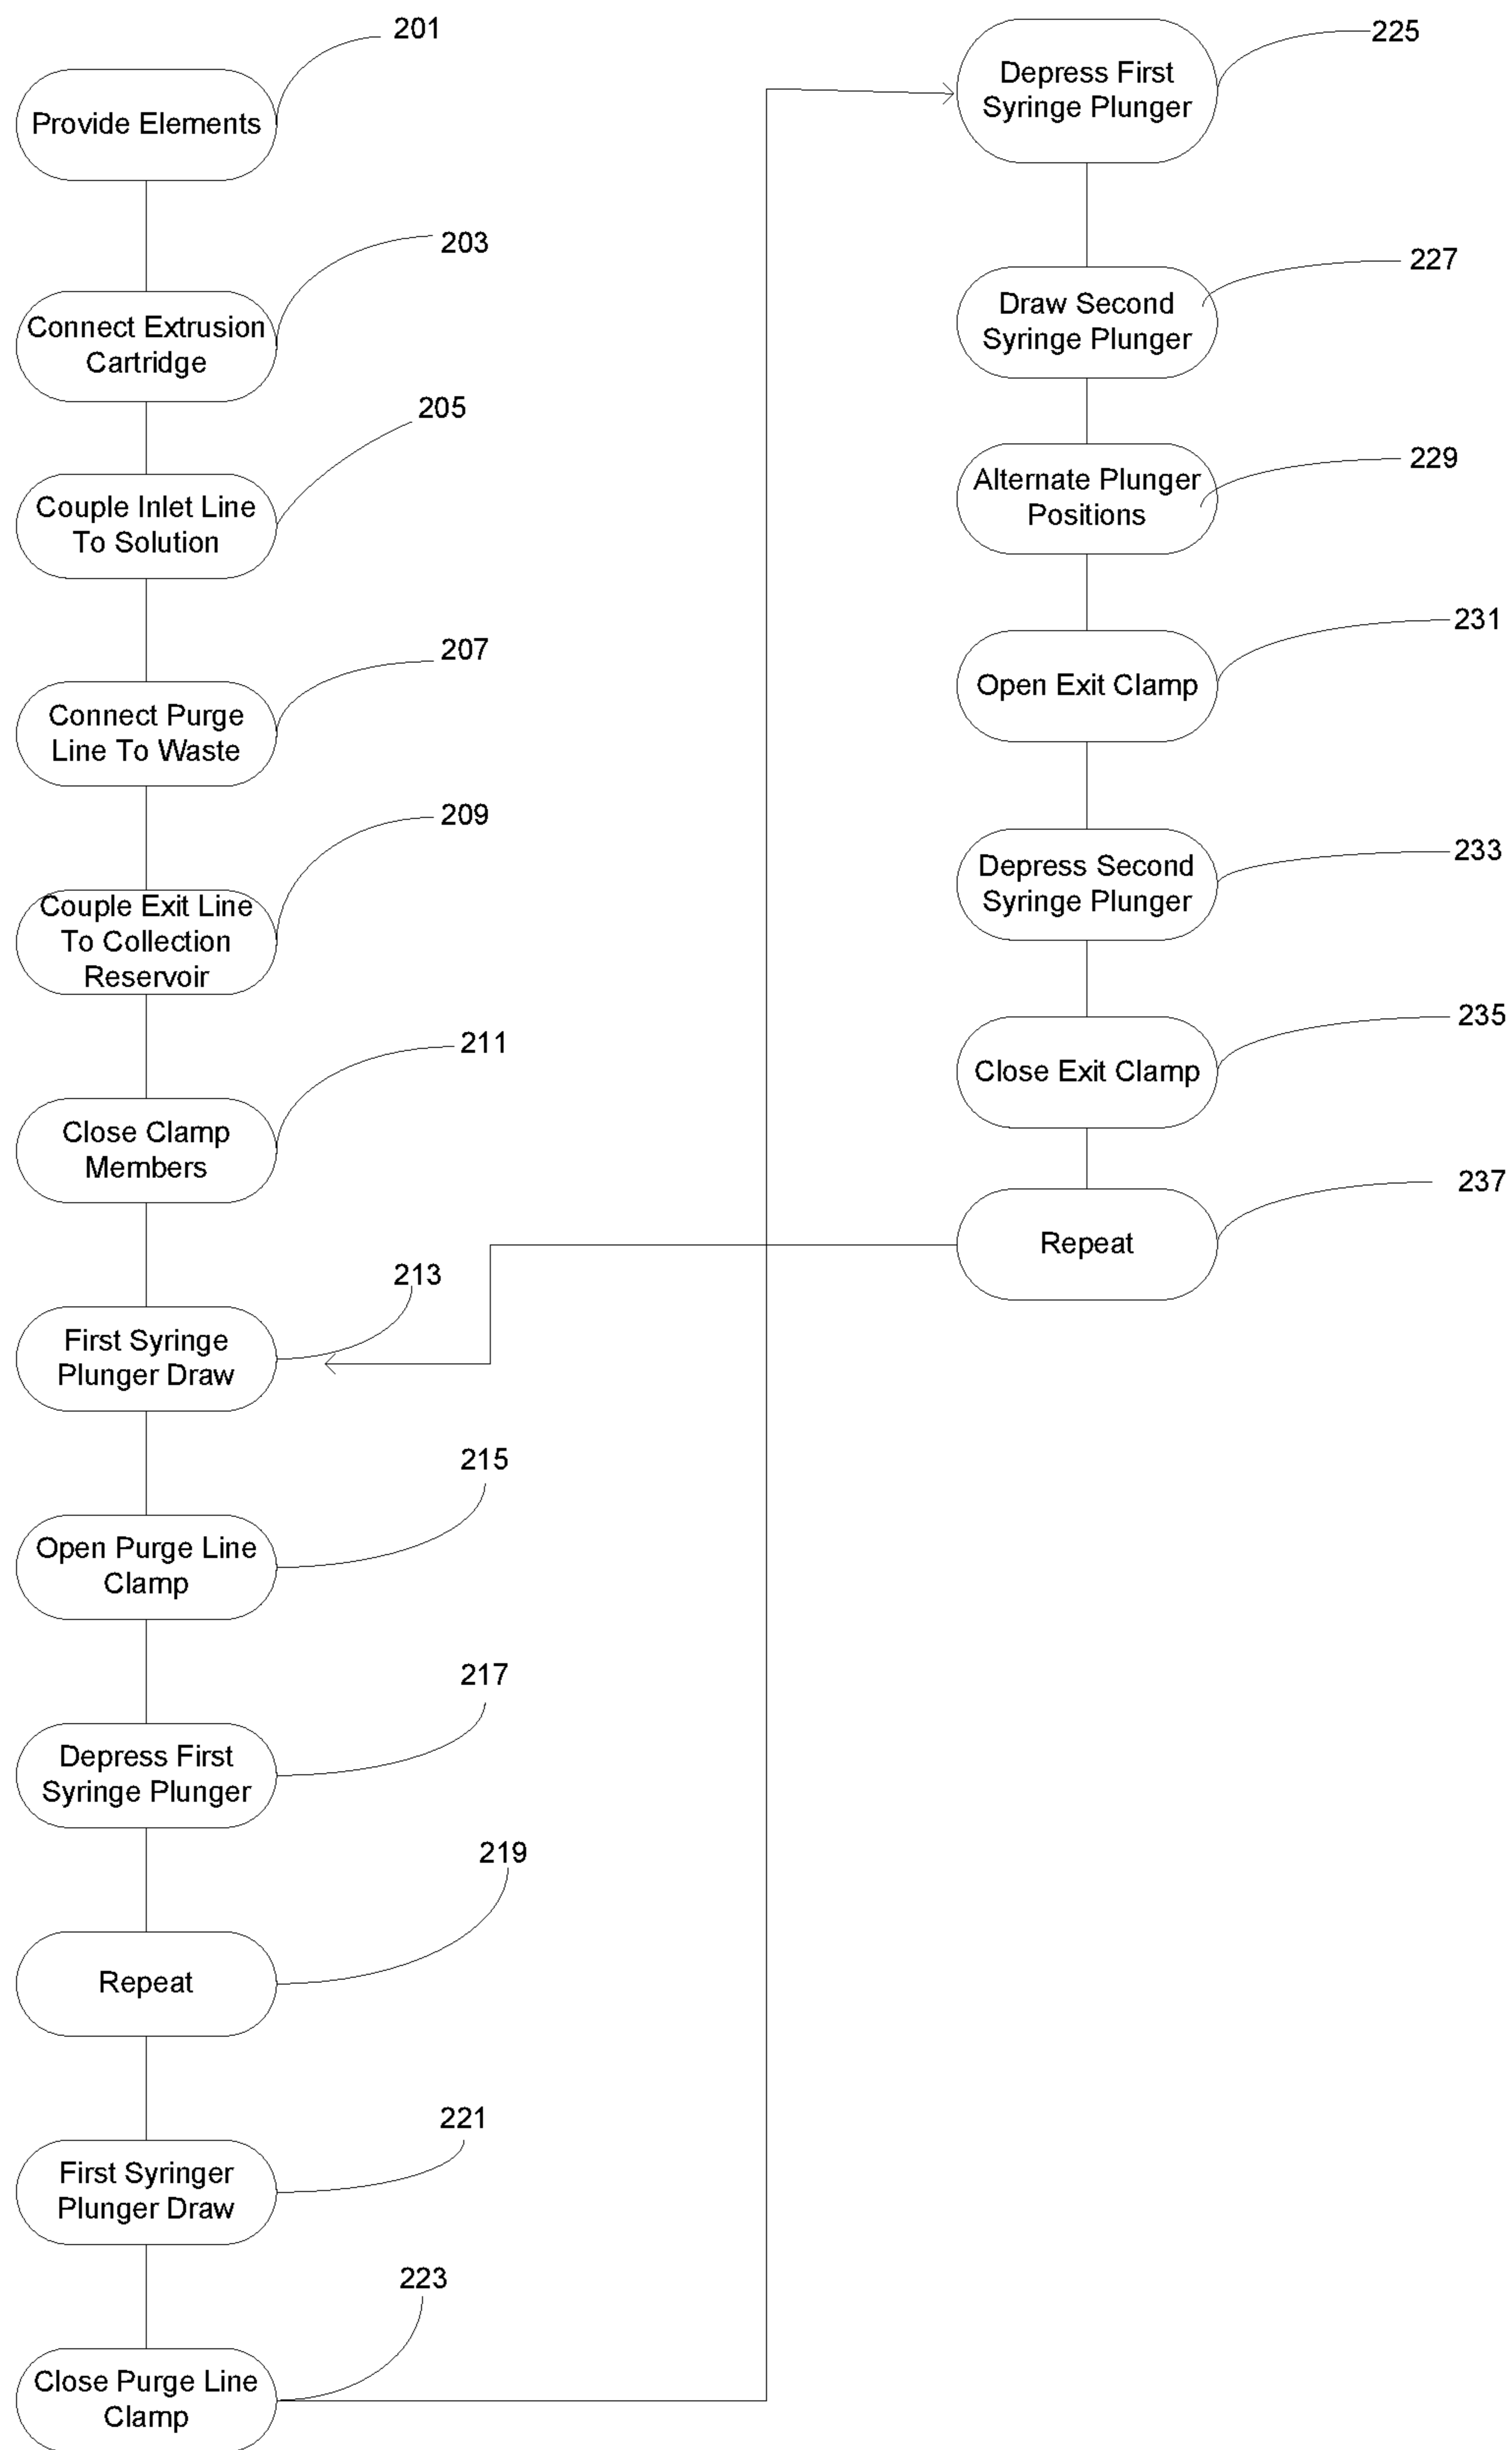 201
Provide Elements
203
Connect Extrusion
Cartridge
205
Couple Inlet Line
To Solution
207
Connect Purge
Line To Waste
209
Couple Exit Line
To Collection
Reservoir
211
Close Clamp
Members
213
First Syringe
Plunger Draw
215
Open Purge Line
Clamp
217
Depress First
Syringe Plunger
219
Repeat
221
First Syringer
Plunger Draw
223
Close Purge Line
Clamp
225
Depress First
Syringe Plunger
227
Draw Second
Syringe Plunger
229
Alternate Plunger
Positions
231
Open Exit Clamp
233
Depress Second
Syringe Plunger
235
Close Exit Clamp
237
Repeat